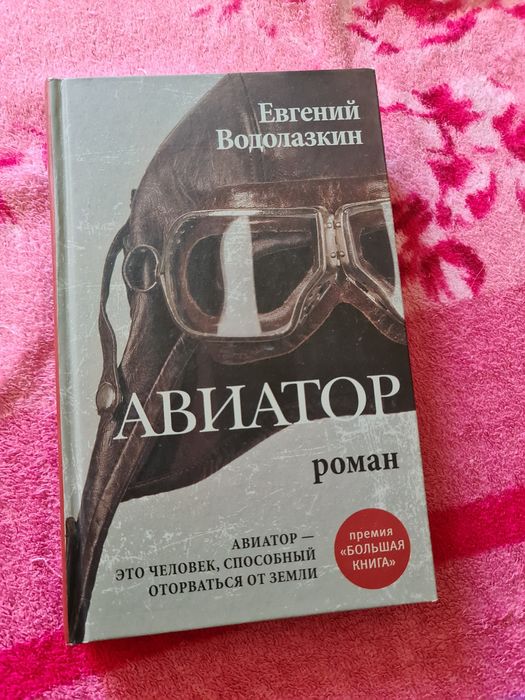 Евгений
Водолазкин
АВИАТОР
роман
АВИАТОР —
ЭТО ЧЕЛОВЕК, СПОСОБНЫЙ
ОТОРВАТЬСЯ ОТ ЗЕМЛИ
премия
«БОЛЬШАЯ
КНИГА»